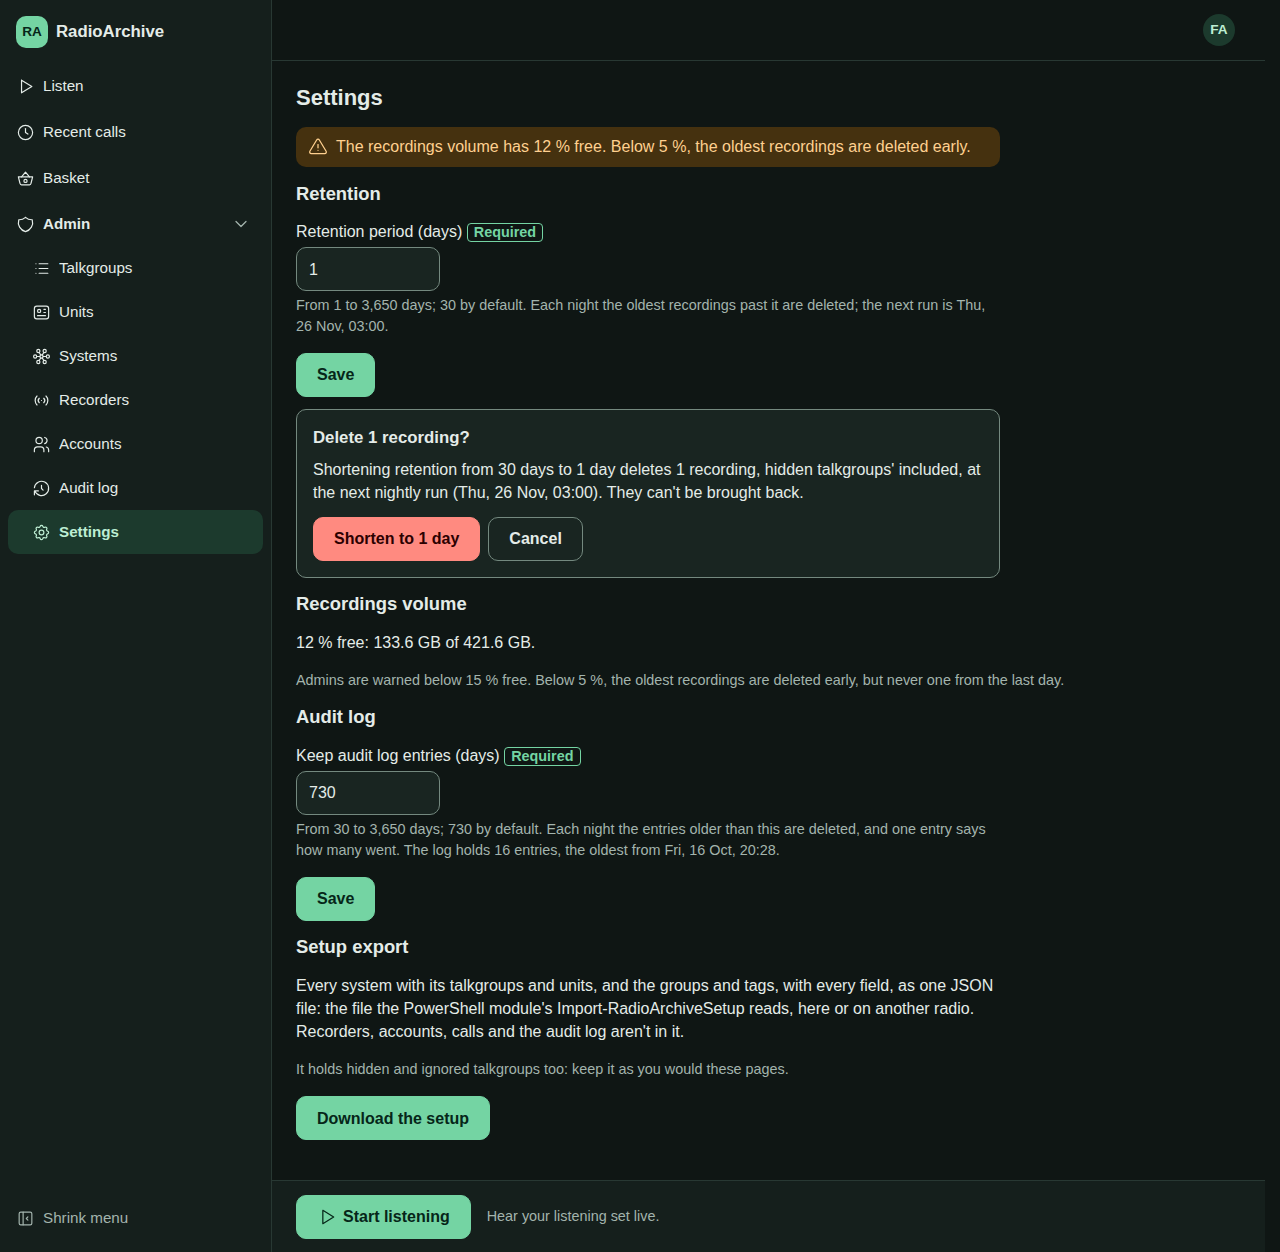 RA RadioArchive
FA
Listen
Recent calls
Basket
Admin
Talkgroups
Units
Systems
Recorders
Accounts
Audit log
Settings
Shrink menu
Settings
The recordings volume has 12 % free. Below 5 %, the oldest recordings are deleted early.
Retention
Retention period (days) Required
1
From 1 to 3,650 days; 30 by default. Each night the oldest recordings past it are deleted; the next run is Thu,
26 Nov, 03:00.
Save
Delete 1 recording?
Shortening retention from 30 days to 1 day deletes 1 recording, hidden talkgroups' included, at
the next nightly run (Thu, 26 Nov, 03:00). They can't be brought back.
Shorten to 1 day Cancel
Recordings volume
12 % free: 133.6 GB of 421.6 GB.
Admins are warned below 15 % free. Below 5 %, the oldest recordings are deleted early, but never one from the last day.
Audit log
Keep audit log entries (days) Required
730
From 30 to 3,650 days; 730 by default. Each night the entries older than this are deleted, and one entry says
how many went. The log holds 16 entries, the oldest from Fri, 16 Oct, 20:28.
Save
Setup export
Every system with its talkgroups and units, and the groups and tags, with every field, as one JSON
file: the file the PowerShell module's Import-RadioArchiveSetup reads, here or on another radio.
Recorders, accounts, calls and the audit log aren't in it.
It holds hidden and ignored talkgroups too: keep it as you would these pages.
Download the setup
Start listening Hear your listening set live.